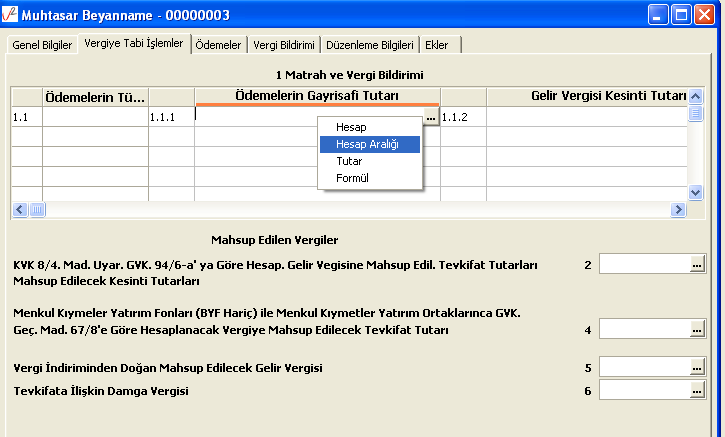 Muhtasar Beyanname - 00000003
Genel Bilgiler Vergiye Tabi İşlemler Ödemeler Vergi Bildirimi Düzenleme Bilgileri Ekler
1 Matrah ve Vergi Bildirimi
Ödemelerin Tü... Ödemelerin Gayrisafi Tutarı Gelir Vergisi Kesinti Tutarı
1.1 1.1.1 ... 1.1.2
Hesap
Hesap Aralığı
Tutar
Formül
Mahsup Edilen Vergiler
KVK 8/4. Mad. Uyar. GVK. 94/6-a' ya Göre Hesap. Gelir Vegisine Mahsup Edil. Tevkifat Tutarları 2 ...
Mahsup Edilecek Kesinti Tutarları
Menkul Kıymeler Yatırım Fonları (BYF Hariç) ile Menkul Kıymetler Yatırım Ortaklarınca GVK.
Geç. Mad. 67/8'e Göre Hesaplanacak Vergiye Mahsup Edilecek Tevkifat Tutarı 4 ...
Vergi İndiriminden Doğan Mahsup Edilecek Gelir Vergisi 5 ...
Tevkifata İlişkin Damga Vergisi 6 ...